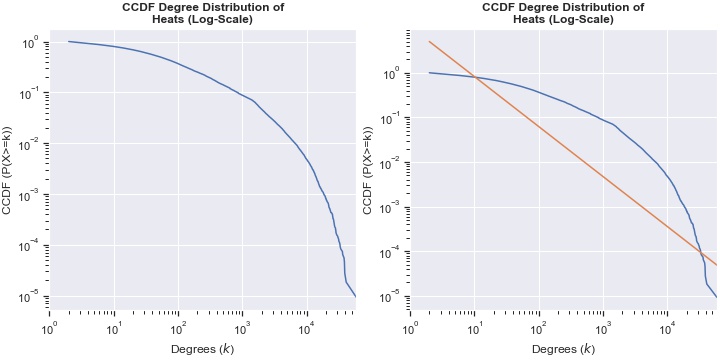 CCDF Degree Distribution of
Heats (Log-Scale)
CCDF (P(X>=k))
10⁰
10⁻¹
10⁻²
10⁻³
10⁻⁴
10⁻⁵
10⁰ 10¹ 10² 10³ 10⁴
Degrees (k)
CCDF Degree Distribution of
Heats (Log-Scale)
CCDF (P(X>=k))
10⁰
10⁻¹
10⁻²
10⁻³
10⁻⁴
10⁻⁵
10⁰ 10¹ 10² 10³ 10⁴
Degrees (k)